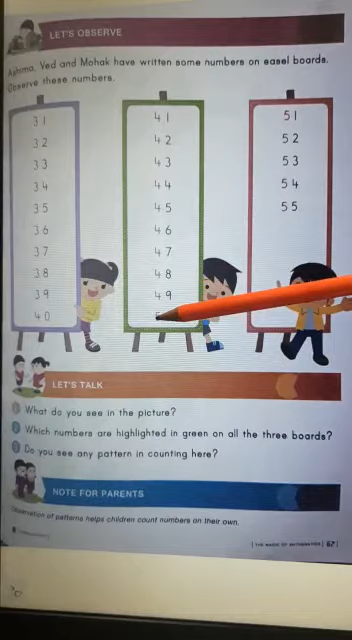 LET'S OBSERVE
Ashima, Ved and Mohak have written some numbers on easel boards.
Observe these numbers.
31 41 51
32 42 52
33 43 53
34 44 54
35 45 55
36 46
37 47
38 48
39 49
40
LET'S TALK
1 What do you see in the picture?
2 Which numbers are highlighted in green on all the three boards?
3 Do you see any pattern in counting here?
NOTE FOR PARENTS
Observation of patterns helps children count numbers on their own.
| THE MAGIC OF MATHEMATICS | 67 |